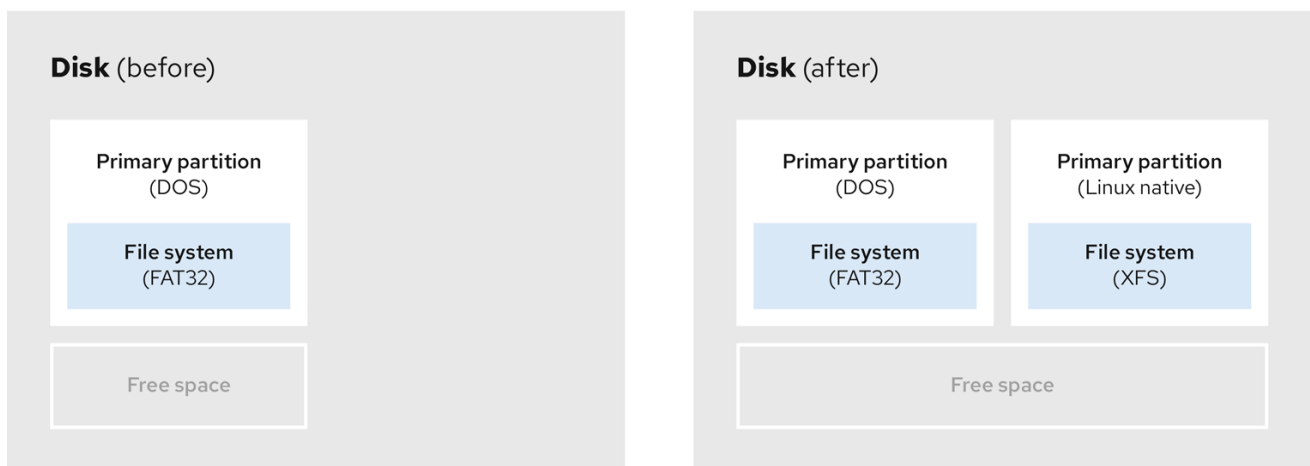 Disk (before)
Primary partition
(DOS)
File system
(FAT32)
Free space
Disk (after)
Primary partition
(DOS)
File system
(FAT32)
Primary partition
(Linux native)
File system
(XFS)
Free space